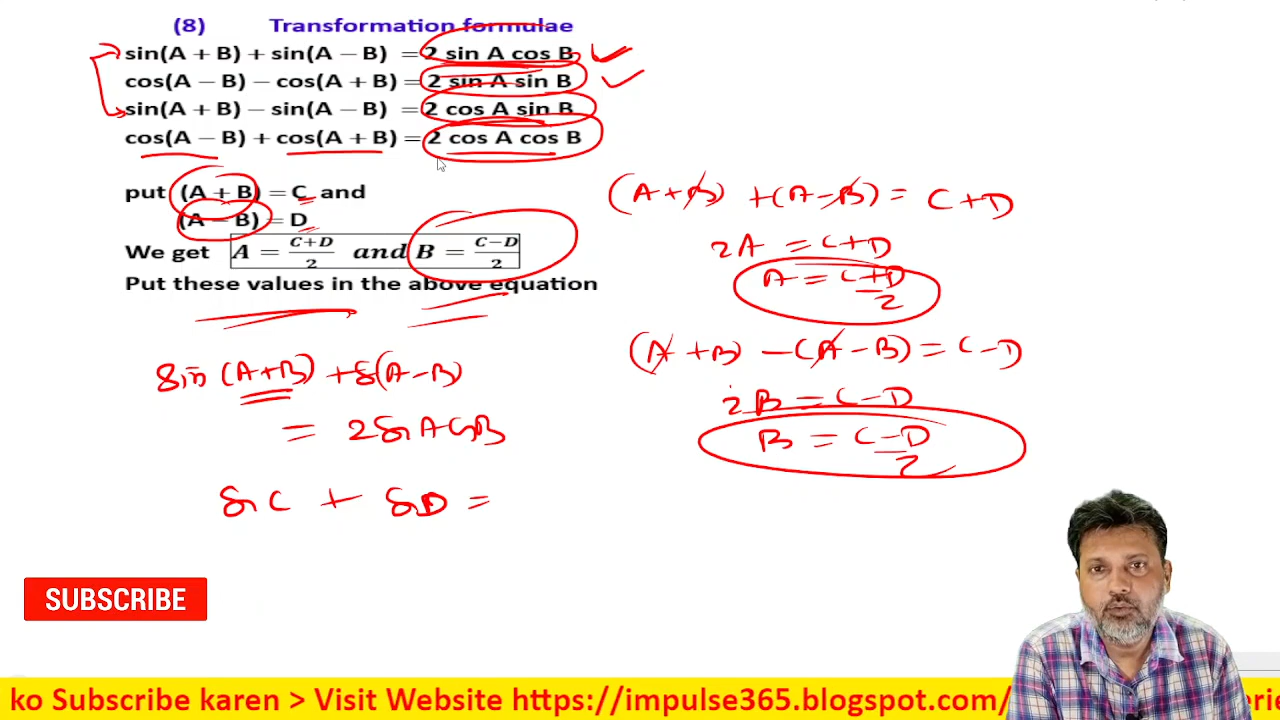 (8) Transformation formulae
sin(A + B) + sin(A − B) = 2 sin A cos B
cos(A − B) − cos(A + B) = 2 sin A sin B
sin(A + B) − sin(A − B) = 2 cos A sin B
cos(A − B) + cos(A + B) = 2 cos A cos B
put (A + B) = C and
(A − B) = D
We get A = C+D/2 and B = C−D/2
Put these values in the above equation
sin (A+B) + s(A−B)
= 2 sin A cos B
sin C + sin D =
(A+B) + (A−B) = C+D
2A = C+D
A = C+D/2
(A+B) − (A−B) = C−D
2B = C−D
B = C−D/2
SUBSCRIBE
ko Subscribe karen > Visit Website https://impulse365.blogspot.com/